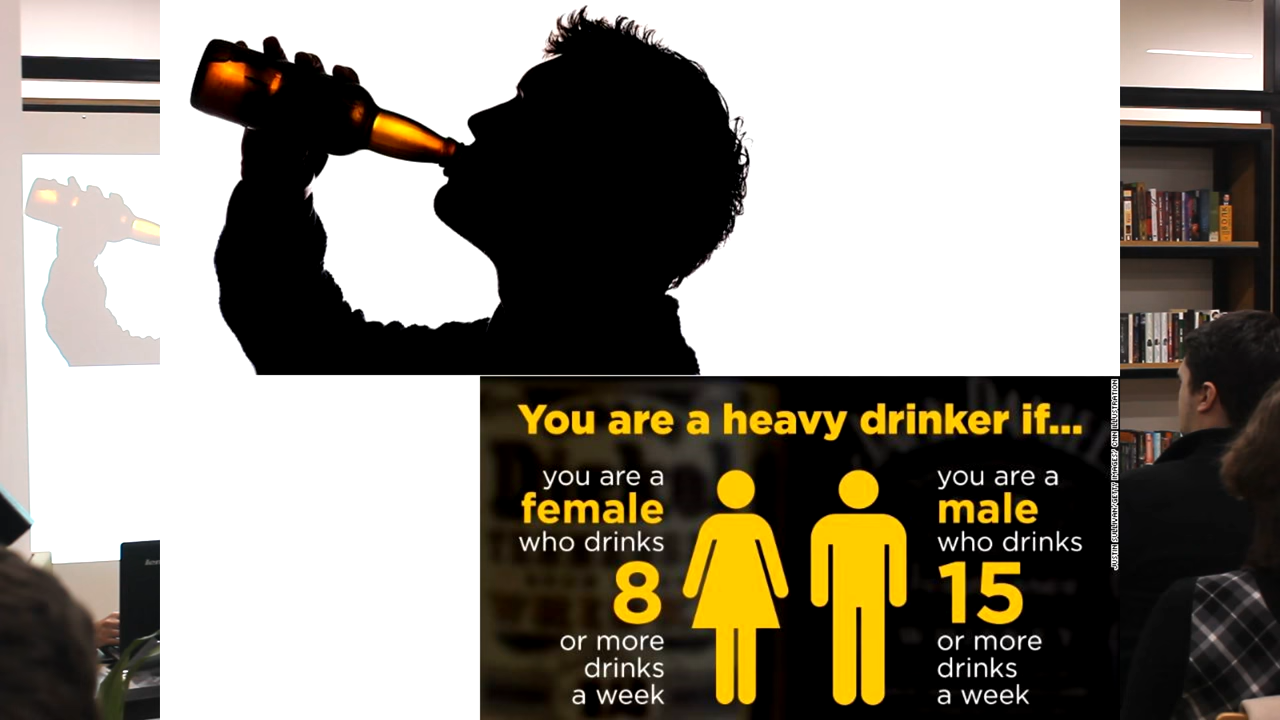 You are a heavy drinker if...
you are a
female
who drinks
8
or more
drinks
a week
you are a
male
who drinks
15
or more
drinks
a week
JUSTIN SULLIVAN/GETTY IMAGES/ CNN ILLUSTRATION